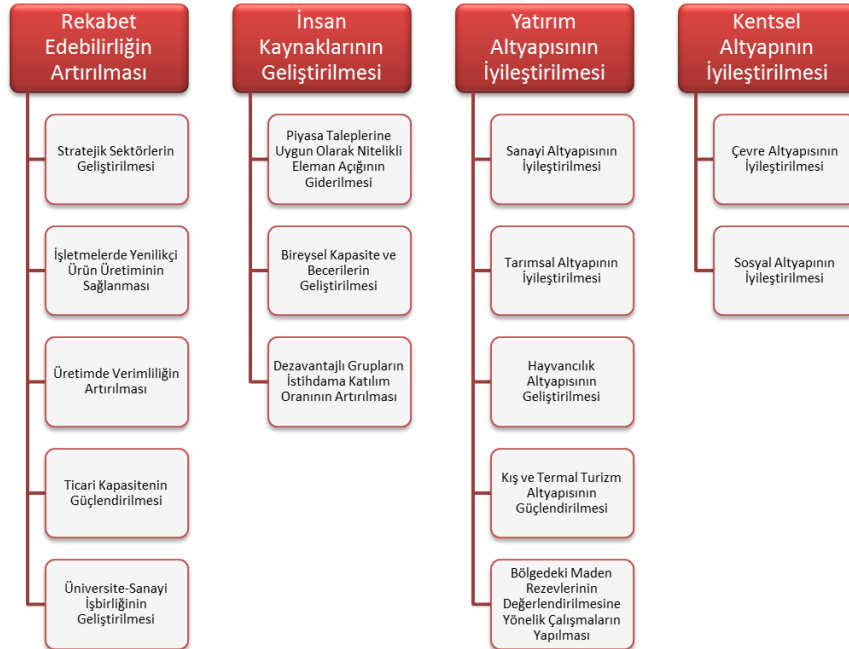 Rekabet
Edebilirliğin
Artırılması
Stratejik Sektörlerin
Geliştirilmesi
İşletmelerde Yenilikçi
Ürün Üretiminin
Sağlanması
Üretimde Verimliliğin
Artırılması
Ticari Kapasitenin
Güçlendirilmesi
Üniversite-Sanayi
İşbirliğinin
Geliştirilmesi
İnsan
Kaynaklarının
Geliştirilmesi
Piyasa Taleplerine
Uygun Olarak Nitelikli
Eleman Açığının
Giderilmesi
Bireysel Kapasite ve
Becerilerin
Geliştirilmesi
Dezavantajlı Grupların
İstihdama Katılım
Oranının Artırılması
Yatırım
Altyapısının
İyileştirilmesi
Sanayi Altyapısının
İyileştirilmesi
Tarımsal Altyapının
İyileştirilmesi
Hayvancılık
Altyapısının
Geliştirilmesi
Kış ve Termal Turizm
Altyapısının
Güçlendirilmesi
Bölgedeki Maden
Rezevlerinin
Değerlendirilmesine
Yönelik Çalışmaların
Yapılması
Kentsel
Altyapının
İyileştirilmesi
Çevre Altyapısının
İyileştirilmesi
Sosyal Altyapının
İyileştirilmesi